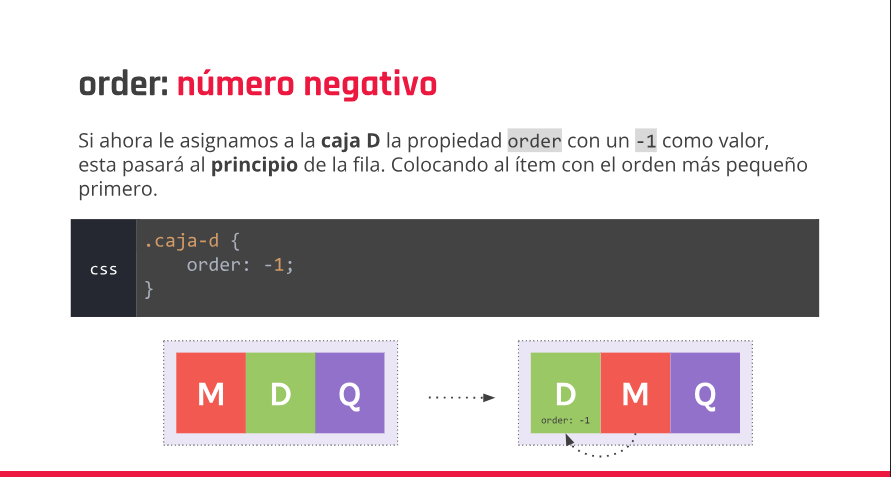 order: número negativo
Si ahora le asignamos a la caja D la propiedad order con un -1 como valor,
esta pasará al principio de la fila. Colocando al ítem con el orden más pequeño
primero.
css
.caja-d {
    order: -1;
}
M D Q
D M Q
order: -1